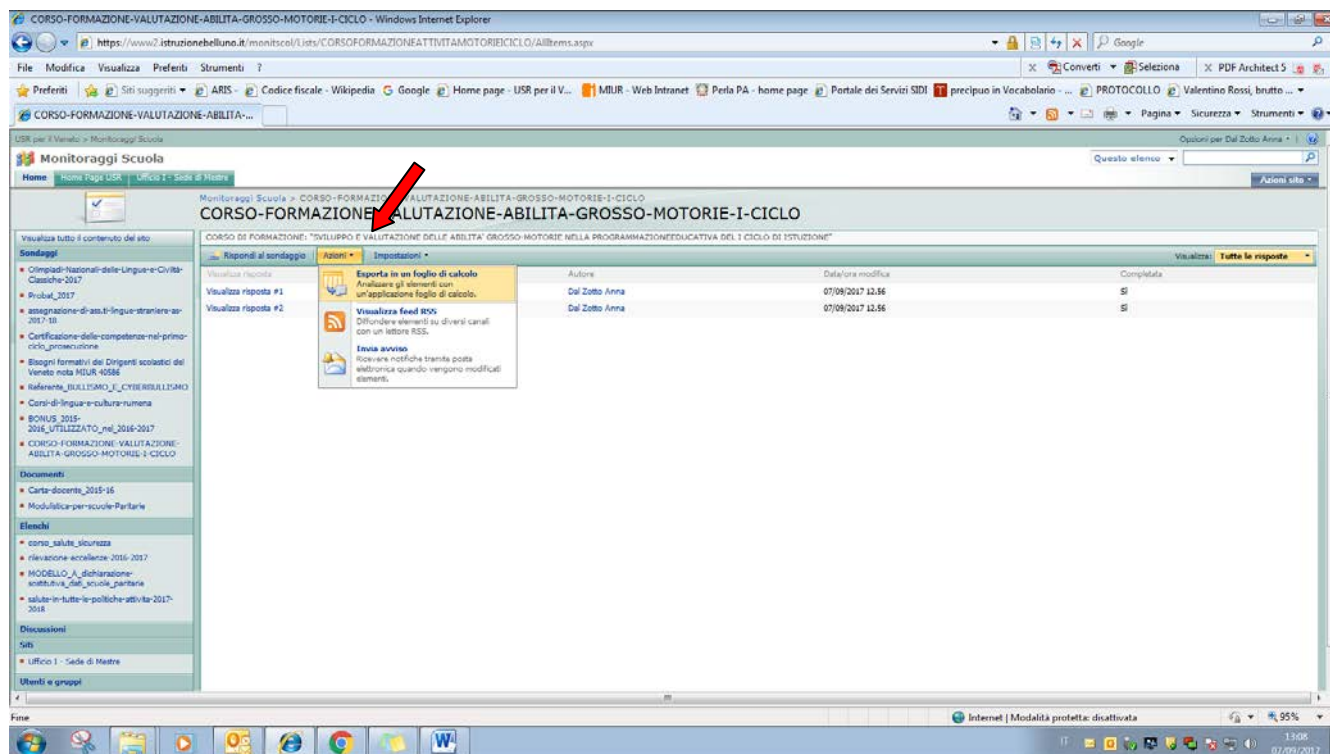 CORSO-FORMAZIONE-VALUTAZIONE-ABILITA-GROSSO-MOTORIE-I-CICLO - Windows Internet Explorer
https://www2.istruzionebelluno.it/monitscol/Lists/CORSOFORMAZIONEATTIVITAMOTORIEICICLO/AllItems.aspx
Google
File Modifica Visualizza Preferiti Strumenti ?
Converti Seleziona
PDF Architect 5
Preferiti Siti suggeriti ARIS - Codice fiscale - Wikipedia Google Home page - USR per il V... MIUR - Web Intranet Perla PA - home page Portale dei Servizi SIDI precipuo in Vocabolario - ... PROTOCOLLO Valentino Rossi, brutto ...
CORSO-FORMAZIONE-VALUTAZIONE-ABILITA-...
Pagina Sicurezza Strumenti
USR per il Veneto > Monitoraggi Scuola
Opzioni per Dal Zotto Anna
Monitoraggi Scuola
Questo elenco
Home Home Page USR Ufficio I - Sede di Mestre
Azioni sito
Monitoraggi Scuola > CORSO-FORMAZIONE-VALUTAZIONE-ABILITA-GROSSO-MOTORIE-I-CICLO
CORSO-FORMAZIONE-VALUTAZIONE-ABILITA-GROSSO-MOTORIE-I-CICLO
CORSO DI FORMAZIONE: "SVILUPPO E VALUTAZIONE DELLE ABILITA' GROSSO-MOTORIE NELLA PROGRAMMAZIONEEDUCATIVA DEL I CICLO DI ISTUZIONE"
Rispondi al sondaggio Azioni Impostazioni
Visualizza: Tutte le risposte
Visualizza risposta Autore Data/ora modifica Completata
Visualizza risposta #1 Dal Zotto Anna 07/09/2017 12.56 Sì
Visualizza risposta #2 Dal Zotto Anna 07/09/2017 12.56 Sì
Esporta in un foglio di calcolo
Analizzare gli elementi con
un'applicazione foglio di calcolo.
Visualizza feed RSS
Diffondere elementi su diversi canali
con un lettore RSS.
Invia avviso
Ricevere notifiche tramite posta
elettronica quando vengono modificati
elementi.
Visualizza tutto il contenuto del sito
Sondaggi
Olimpiadi-Nazionali-delle-Lingue-e-Civiltà-
Classiche-2017
Probat_2017
assegnazione-di-ass.ti-lingue-straniere-as-
2017-18
Certificazione-delle-competenze-nel-primo-
ciclo_prosecuzione
Bisogni formativi dei Dirigenti scolastici del
Veneto nota MIUR 40586
Referente_BULLISMO_E_CYBERBULLISMO
Corsi-di-lingua-e-cultura-rumena
BONUS_2015-
2016_UTILIZZATO_nel_2016-2017
CORSO-FORMAZIONE-VALUTAZIONE-
ABILITA-GROSSO-MOTORIE-I-CICLO
Documenti
Carta-docente_2015-16
Modulistica-per-scuole-Paritarie
Elenchi
corso_salute_sicurezza
rilevazione-eccellenze-2016-2017
MODELLO_A_dichiarazione-
sostitutiva_dati_scuole_paritarie
salute-in-tutte-le-politiche-attivita-2017-
2018
Discussioni
Siti
Ufficio I - Sede di Mestre
Utenti e gruppi
Fine
Internet | Modalità protetta: disattivata
95%
IT
13:08
07/09/2017